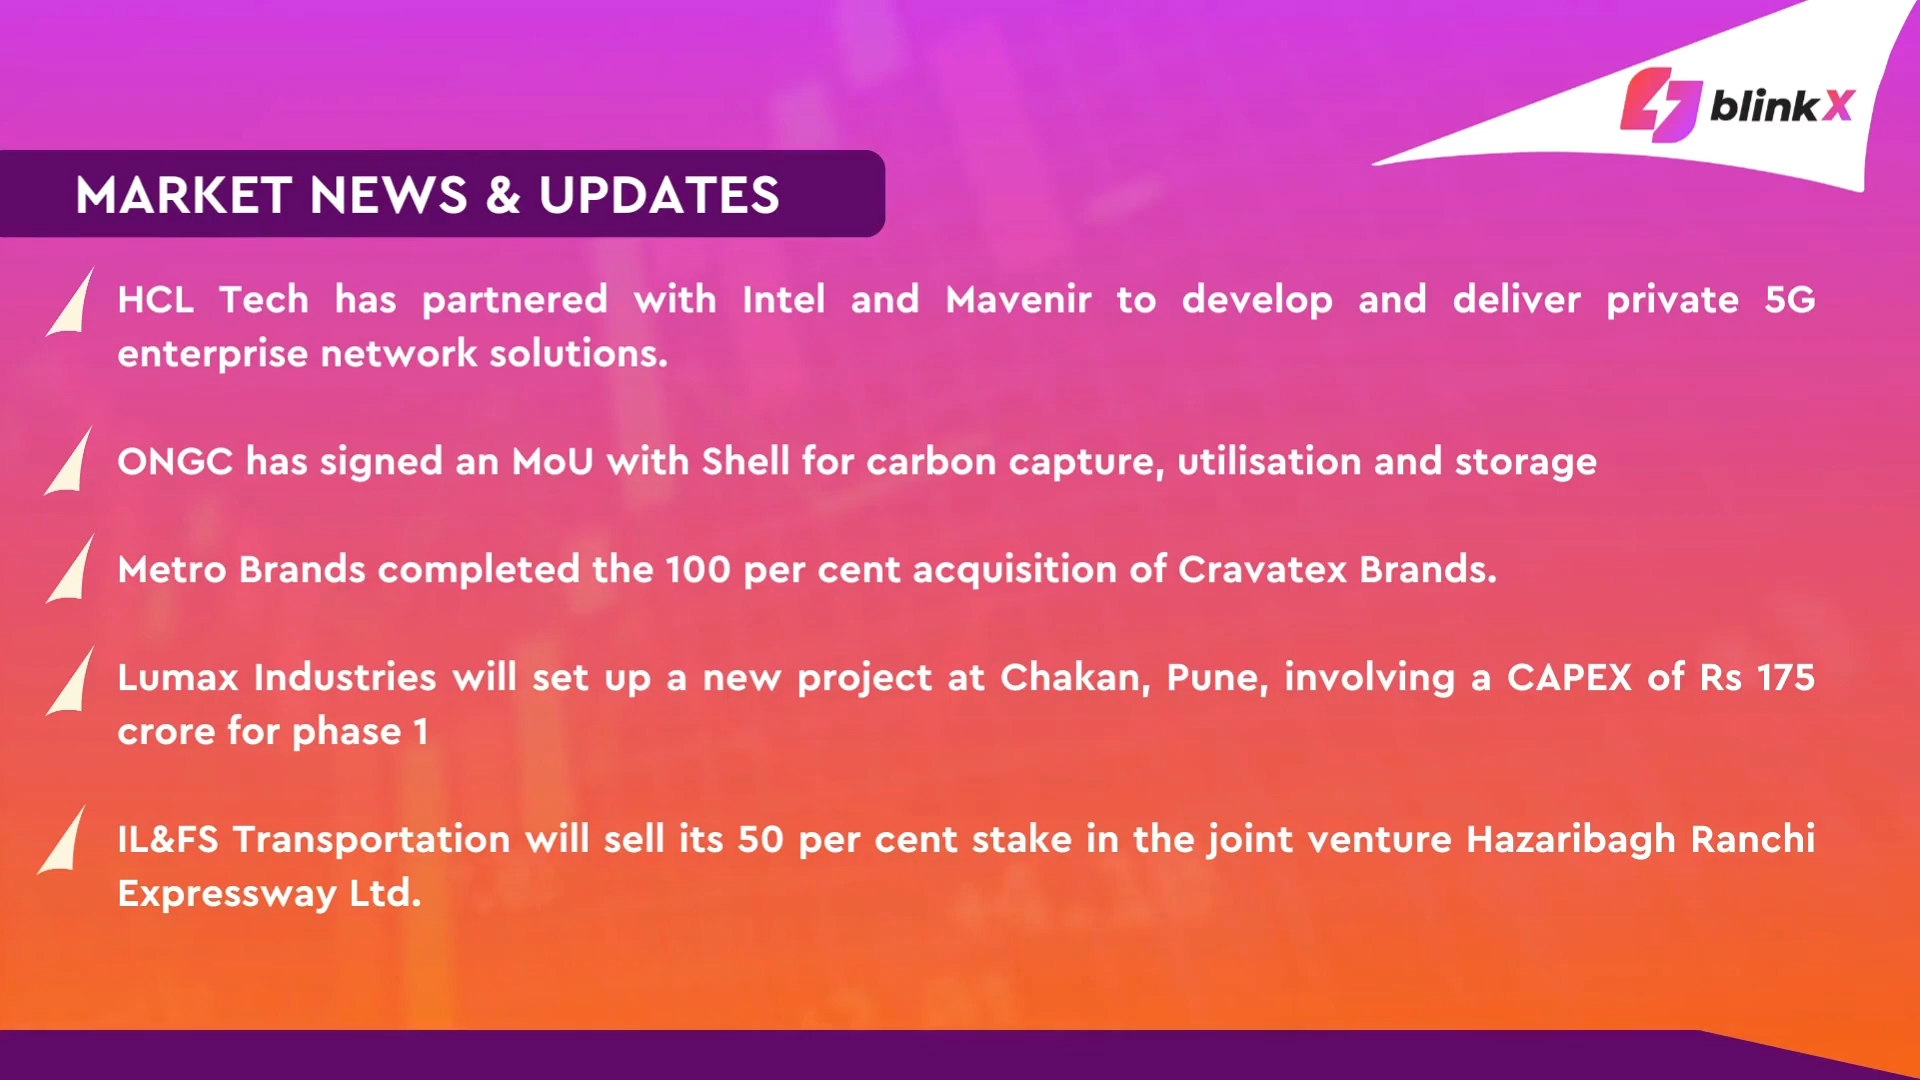 blinkX
MARKET NEWS & UPDATES
HCL Tech has partnered with Intel and Mavenir to develop and deliver private 5G
enterprise network solutions.
ONGC has signed an MoU with Shell for carbon capture, utilisation and storage
Metro Brands completed the 100 per cent acquisition of Cravatex Brands.
Lumax Industries will set up a new project at Chakan, Pune, involving a CAPEX of Rs 175
crore for phase 1
IL&FS Transportation will sell its 50 per cent stake in the joint venture Hazaribagh Ranchi
Expressway Ltd.